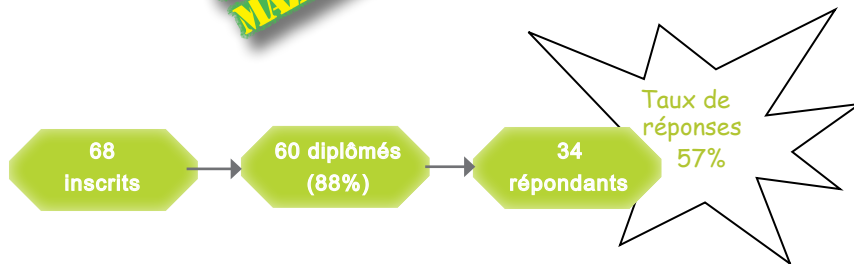 68
inscrits
60 diplômés
(88%)
34
répondants
Taux de
réponses
57%